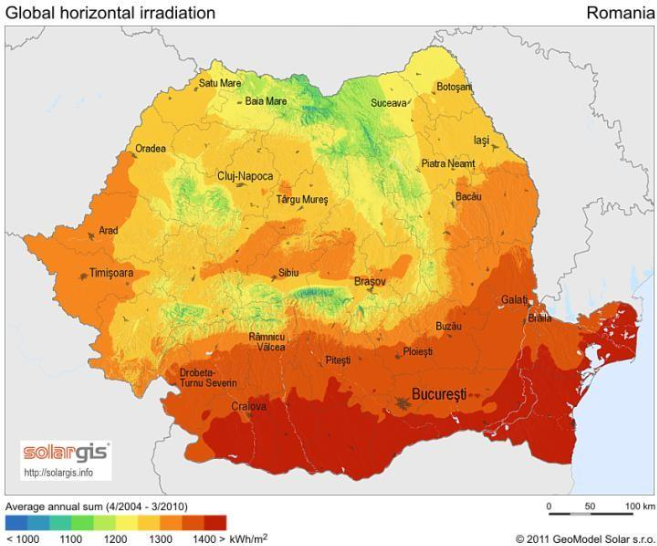 Global horizontal irradiation
Romania
Satu Mare
Baia Mare
Botoşani
Suceava
Iaşi
Oradea
Piatra Neamţ
Cluj-Napoca
Târgu Mureş
Bacău
Arad
Timişoara
Sibiu
Braşov
Galaţi
Brăila
Buzău
Râmnicu
Vâlcea
Piteşti
Ploieşti
Drobeta-
Turnu Severin
Bucureşti
Craiova
solargis
http://solargis.info
Average annual sum (4/2004 - 3/2010)
0 50 100 km
< 1000 1100 1200 1300 1400 > kWh/m²
© 2011 GeoModel Solar s.r.o.